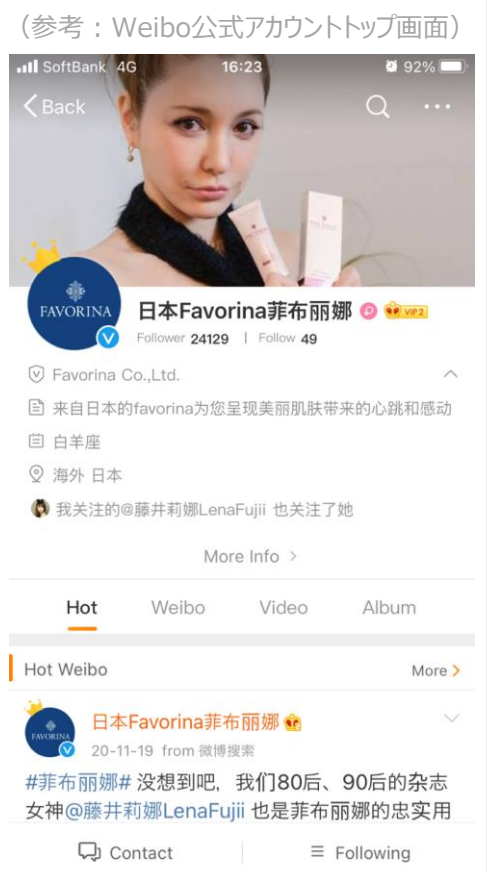 （参考：Weibo公式アカウントトップ画面）
SoftBank 4G 16:23 92%
Back
FAVORINA
日本Favorina菲布丽娜 VIP 2
Follower 24129 | Follow 49
Favorina Co.,Ltd.
来自日本的favorina为您呈现美丽肌肤带来的心跳和感动
白羊座
海外 日本
我关注的@藤井莉娜LenaFujii 也关注了她
More Info >
Hot Weibo Video Album
Hot Weibo More >
FAVORINA
日本Favorina菲布丽娜
20-11-19 from 微博搜索
#菲布丽娜# 没想到吧，我们80后、90后的杂志
女神@藤井莉娜LenaFujii 也是菲布丽娜的忠实用
Contact Following